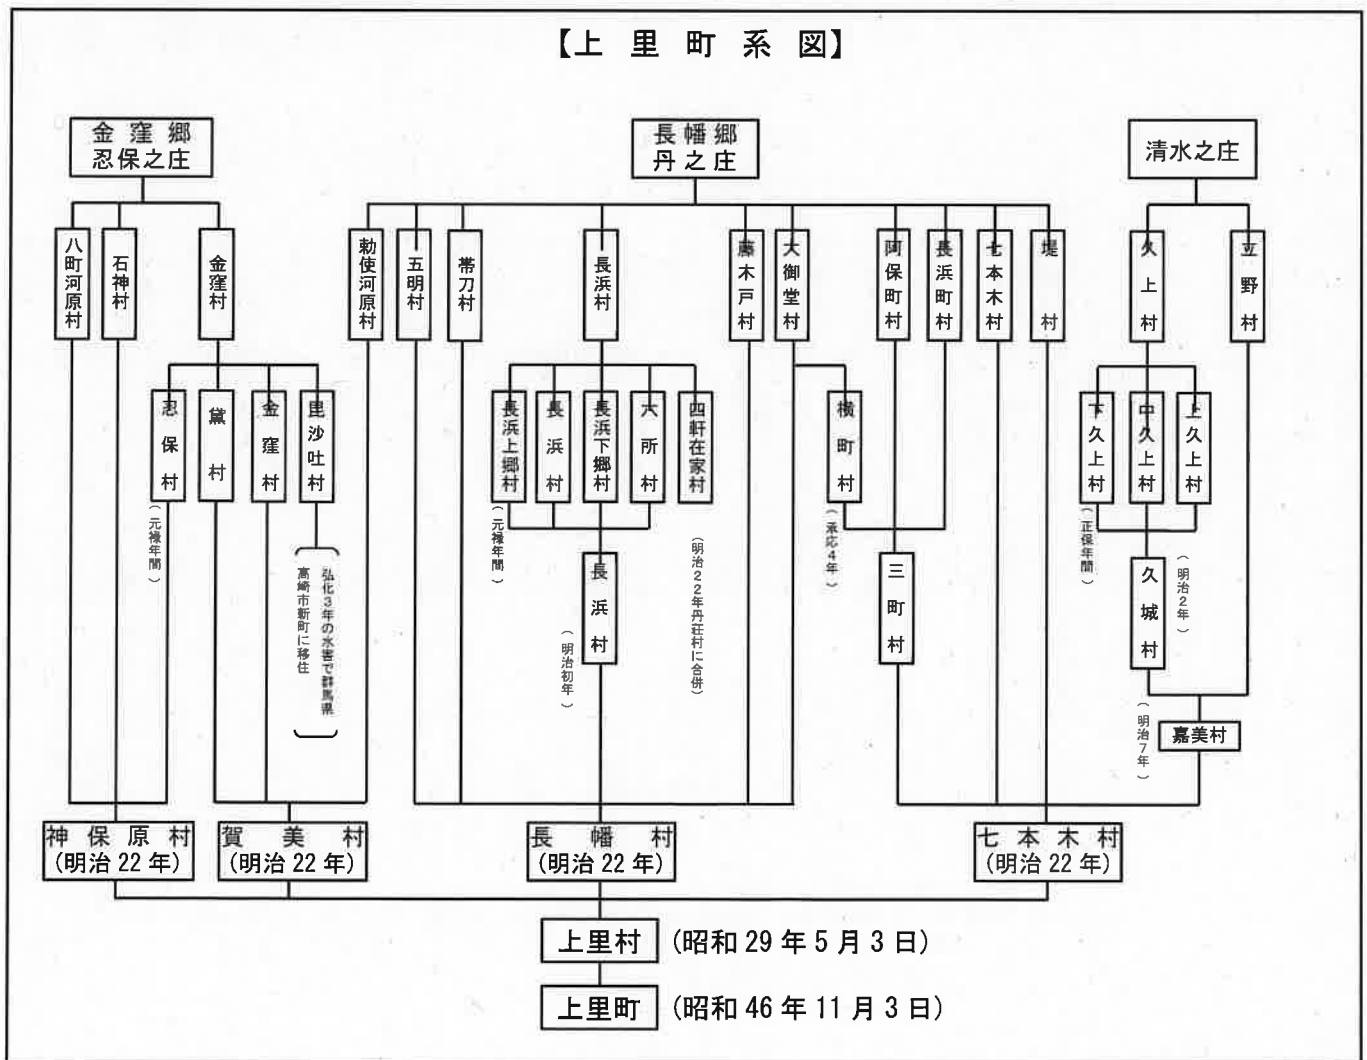 【上里町系図】
金窪郷
忍保之庄
長幡郷
丹之庄
清水之庄
八町河原村
石神村
金窪村
勅使河原村
五明村
帯刀村
長浜村
藤木戸村
大御堂村
阿保町村
長浜町村
七本木村
堤村
久上村
立野村
忍保村
黛村
金窪村
毘沙吐村
長浜上郷村
長浜村
長浜下郷村
六所村
四軒在家村
横町村
下久上村
中久上村
上久上村
(元禄年間)
弘化3年の水害で群馬県
高崎市新町に移住
(元禄年間)
長浜村
(明治初年)
(明治22年丹荘村に合併)
(承応4年)
三町村
(正保年間)
久城村
(明治2年)
(明治7年)
嘉美村
神保原村
(明治22年)
賀美村
(明治22年)
長幡村
(明治22年)
七本木村
(明治22年)
上里村 (昭和29年5月3日)
上里町 (昭和46年11月3日)